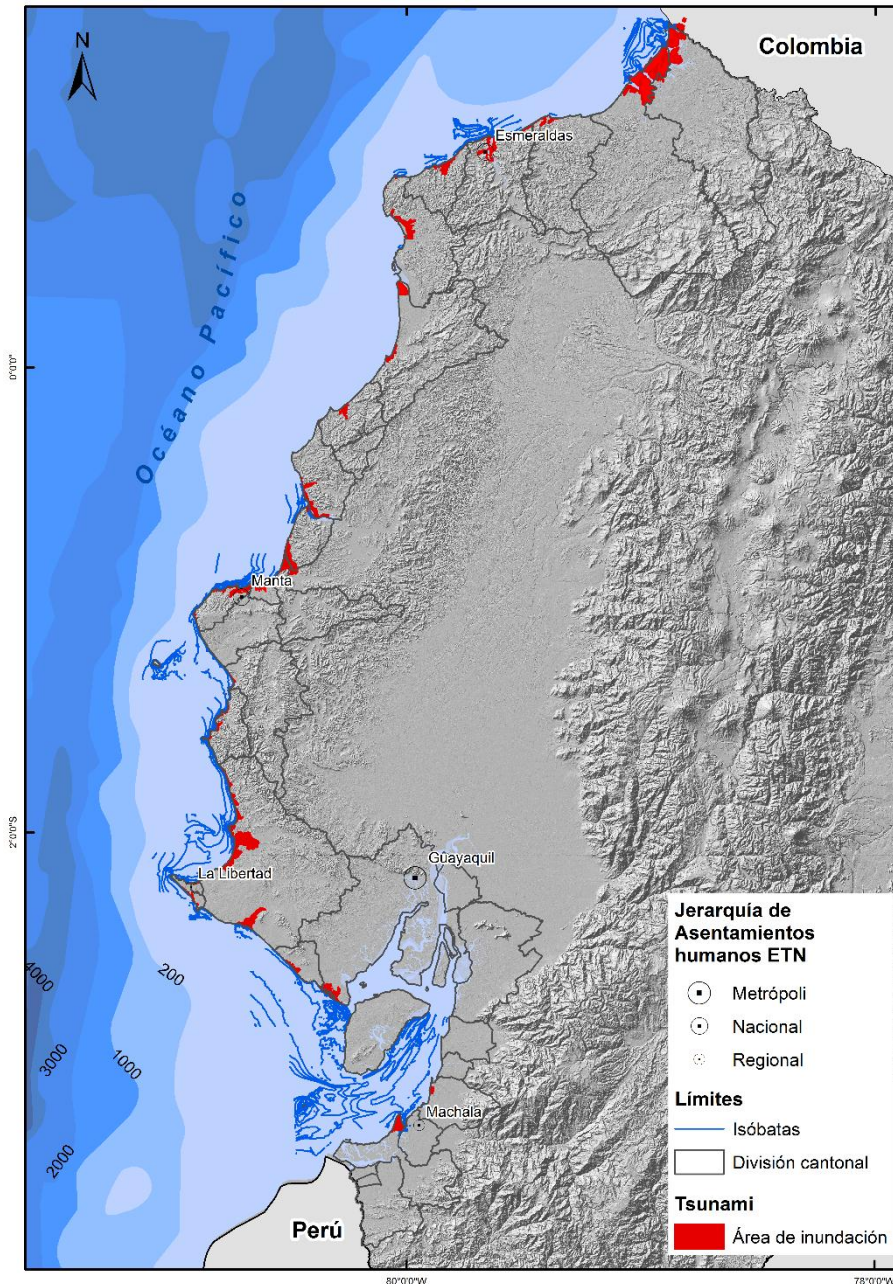 N
Colombia
Esmeraldas
Océano Pacífico
0°0'0"
Manta
2°0'0"S
Guayaquil
La Libertad
4000
200
3000
1000
2000
Machala
Perú
Jerarquía de
Asentamientos
humanos ETN
Metrópoli
Nacional
Regional
Límites
Isóbatas
División cantonal
Tsunami
Área de inundación
80°0'0"W
78°0'0"W